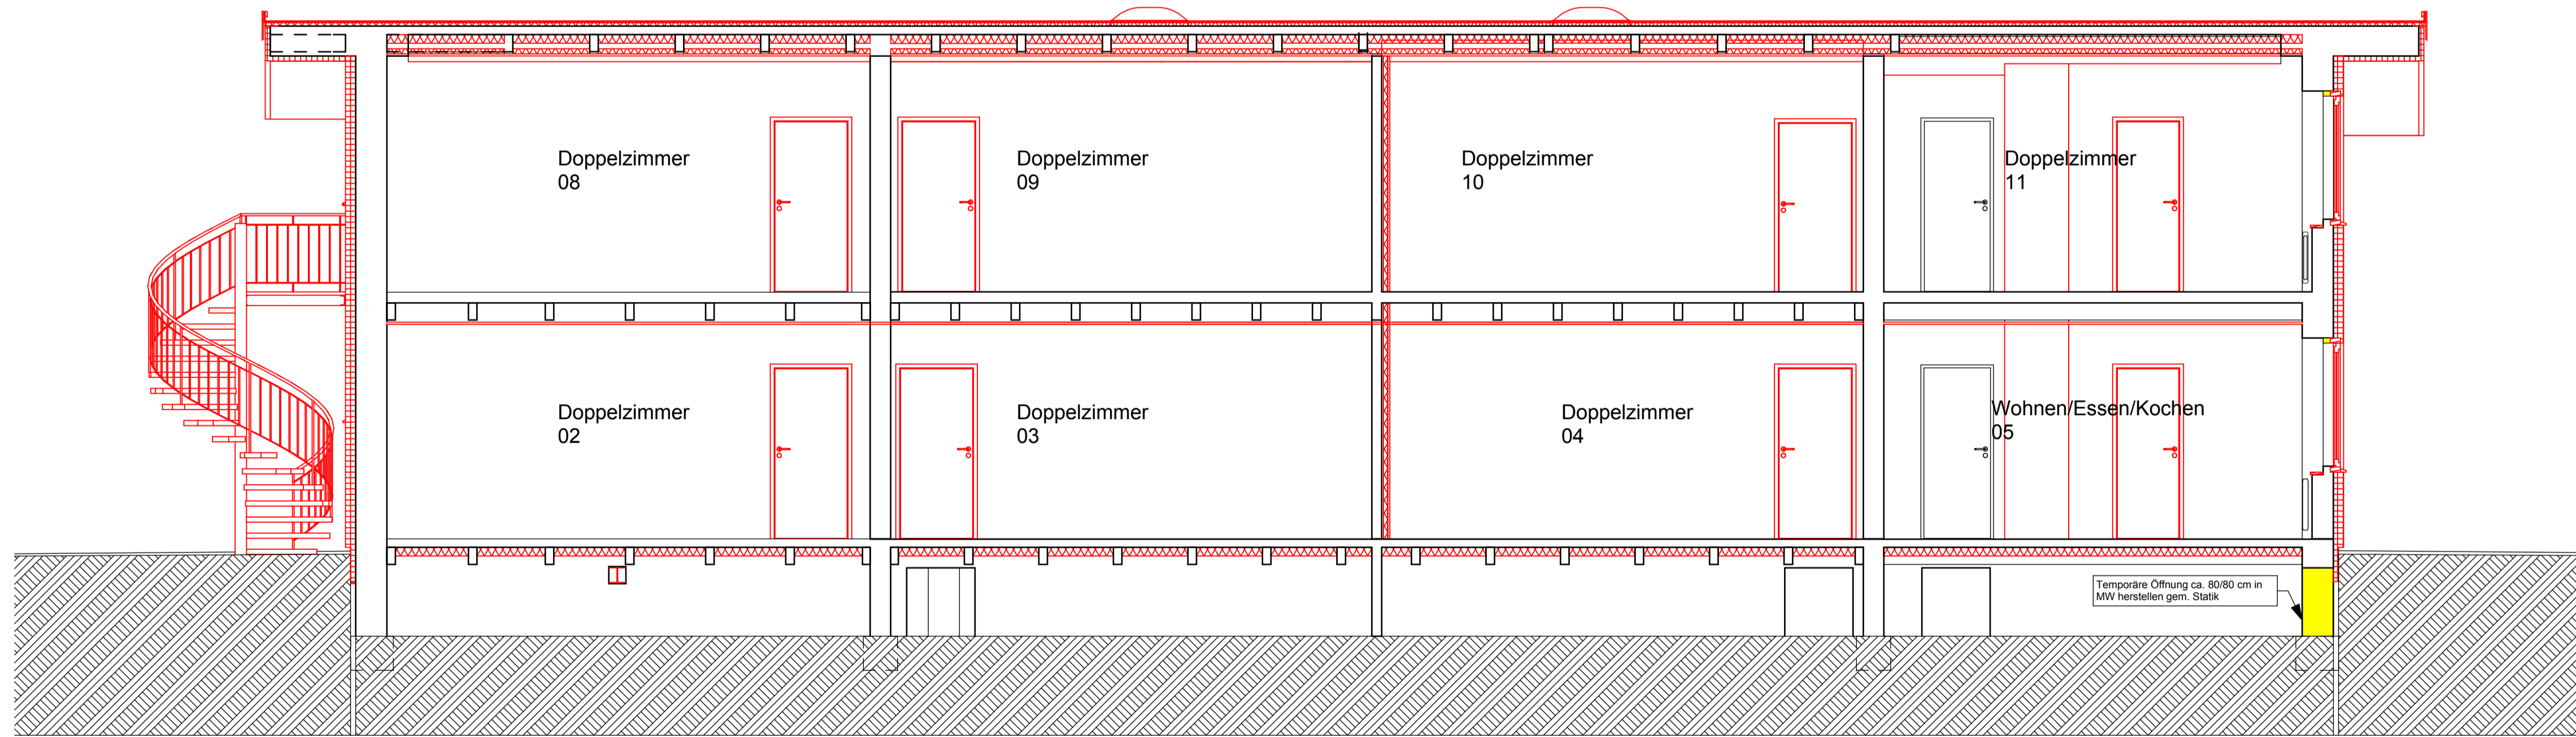 Doppelzimmer
08
Doppelzimmer
09
Doppelzimmer
10
Doppelzimmer
11
Doppelzimmer
02
Doppelzimmer
03
Doppelzimmer
04
Wohnen/Essen/Kochen
05
Temporäre Öffnung ca. 80/80 cm in
MW herstellen gem. Statik